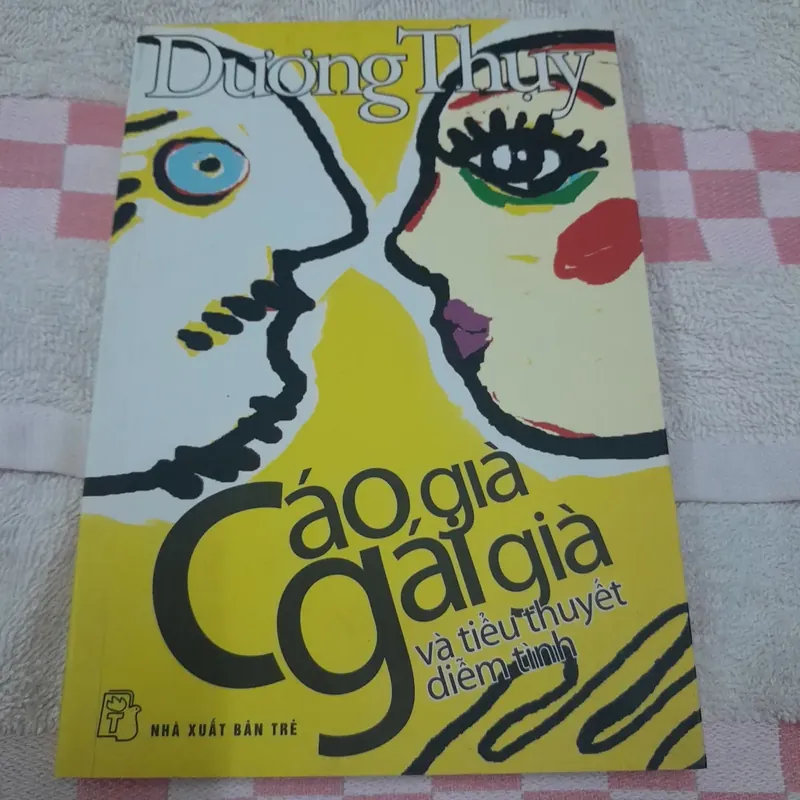 Dương Thụy
Cáo già
gái già
và tiểu thuyết
diễm tình
T
NHÀ XUẤT BẢN TRẺ